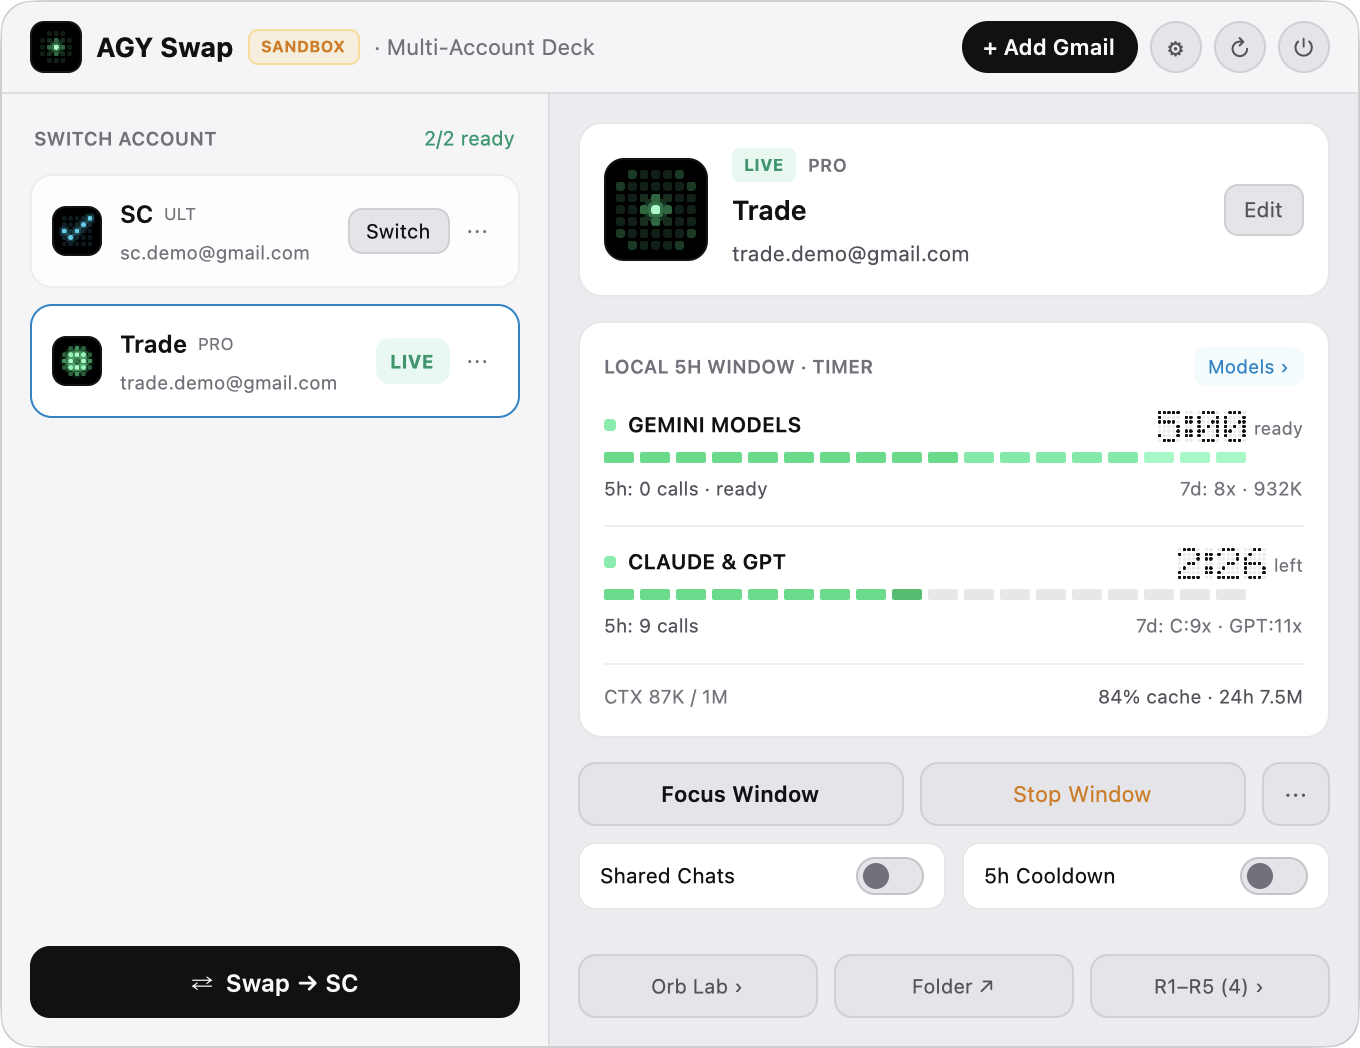 AGY Swap SANDBOX · Multi-Account Deck
+ Add Gmail
SWITCH ACCOUNT 2/2 ready
SC ULT
sc.demo@gmail.com
Switch ···
Trade PRO
trade.demo@gmail.com
LIVE ···
⇄ Swap → SC
LIVE PRO
Trade
trade.demo@gmail.com
Edit
LOCAL 5H WINDOW · TIMER Models ›
GEMINI MODELS 5:00 ready
5h: 0 calls · ready 7d: 8x · 932K
CLAUDE & GPT 2:26 left
5h: 9 calls 7d: C:9x · GPT:11x
CTX 87K / 1M 84% cache · 24h 7.5M
Focus Window Stop Window ···
Shared Chats 5h Cooldown
Orb Lab › Folder ↗ R1–R5 (4) ›